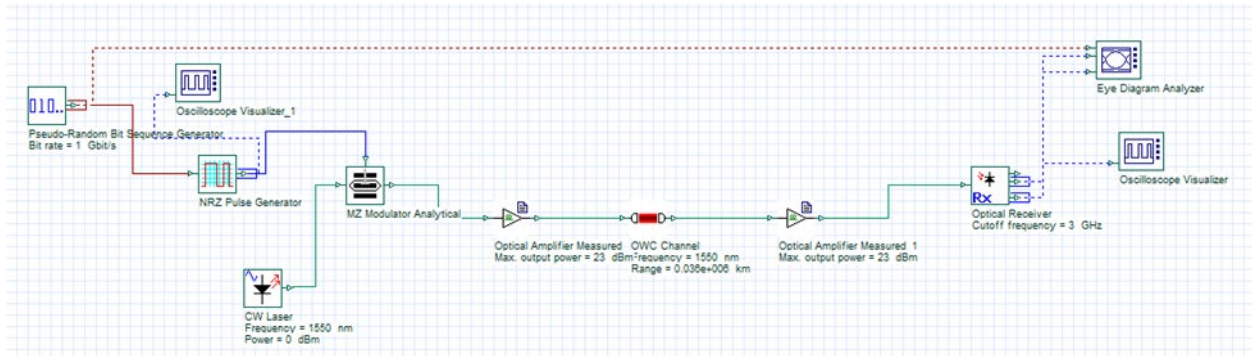 010..
Pseudo-Random Bit Sequence Generator
Bit rate = 1 Gbit/s
Oscilloscope Visualizer_1
NRZ Pulse Generator
MZ Modulator Analytical
CW Laser
Frequency = 1550 nm
Power = 0 dBm
Optical Amplifier Measured
Max. output power = 23 dBm
OWC Channel
Frequency = 1550 nm
Range = 0.036e+006 km
Optical Amplifier Measured 1
Max. output power = 23 dBm
Rx
Optical Receiver
Cutoff frequency = 3 GHz
Eye Diagram Analyzer
Oscilloscope Visualizer